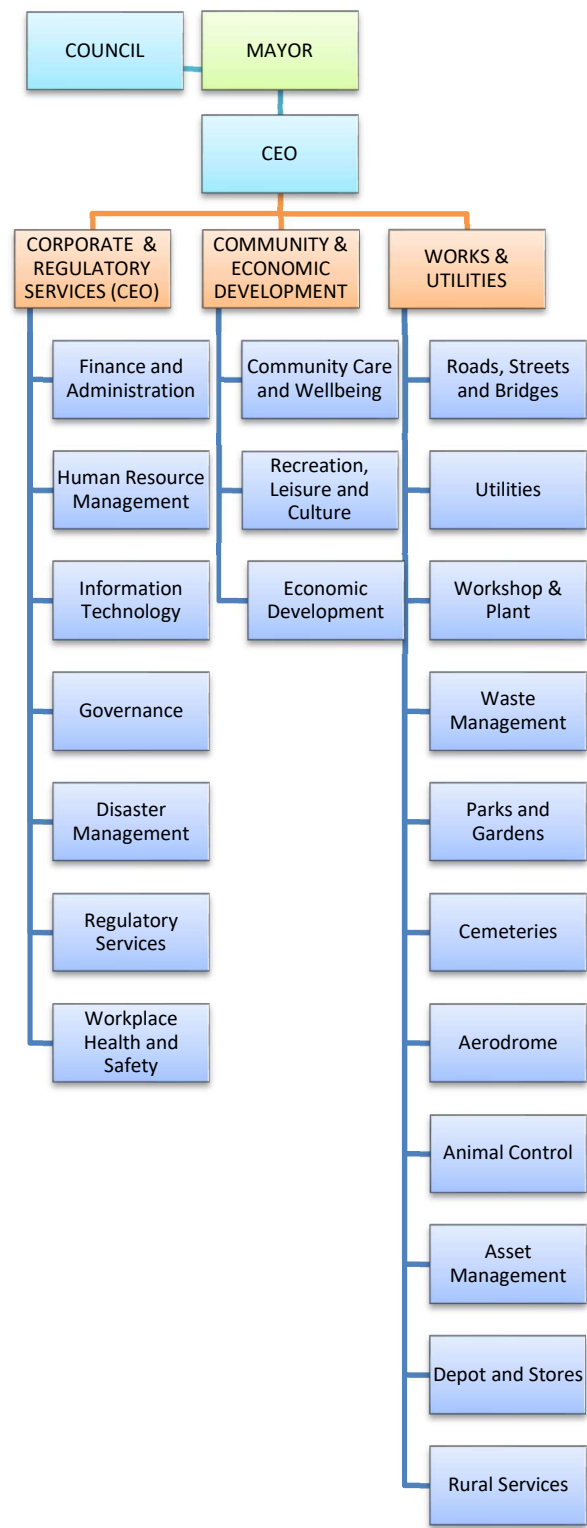 COUNCIL
MAYOR
CEO
CORPORATE &
REGULATORY
SERVICES (CEO)
COMMUNITY &
ECONOMIC
DEVELOPMENT
WORKS &
UTILITIES
Finance and
Administration
Human Resource
Management
Information
Technology
Governance
Disaster
Management
Regulatory
Services
Workplace
Health and
Safety
Community Care
and Wellbeing
Recreation,
Leisure and
Culture
Economic
Development
Roads, Streets
and Bridges
Utilities
Workshop &
Plant
Waste
Management
Parks and
Gardens
Cemeteries
Aerodrome
Animal Control
Asset
Management
Depot and Stores
Rural Services